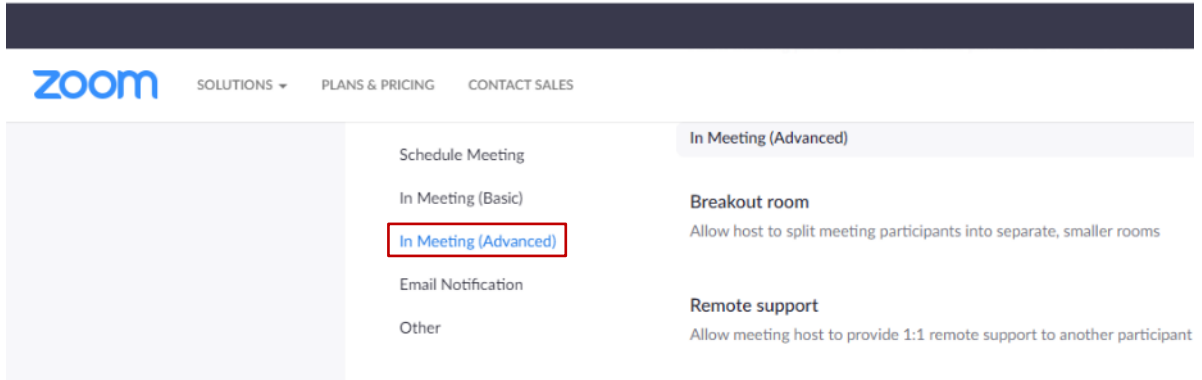 zoom SOLUTIONS PLANS & PRICING CONTACT SALES
Schedule Meeting
In Meeting (Basic)
In Meeting (Advanced)
Email Notification
Other
In Meeting (Advanced)
Breakout room
Allow host to split meeting participants into separate, smaller rooms
Remote support
Allow meeting host to provide 1:1 remote support to another participant